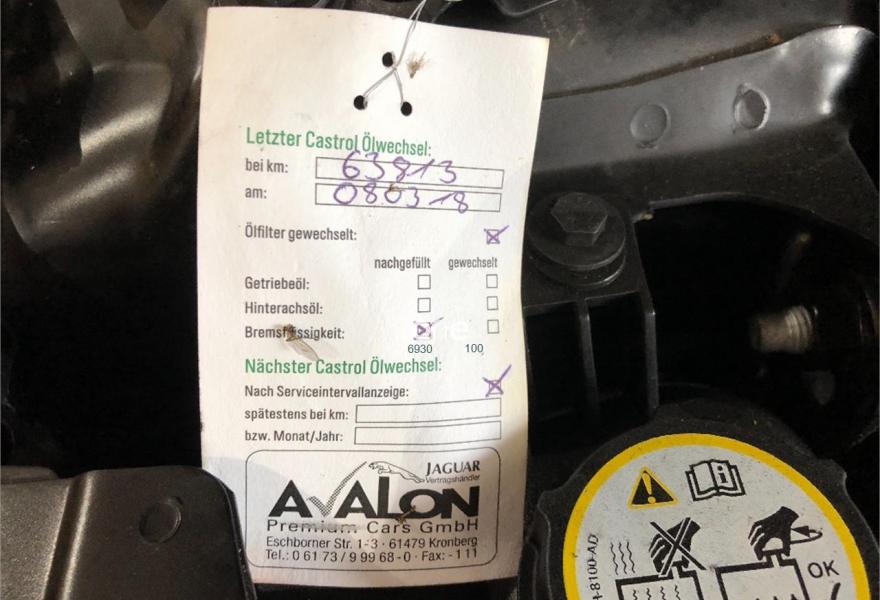 Letzter Castrol Ölwechsel:
bei km: 63813
am: 080318
Ölfilter gewechselt:
nachgefüllt gewechselt
Getriebeöl:
Hinterachsöl:
Bremsflüssigkeit:
6930 100
Nächster Castrol Ölwechsel:
Nach Serviceintervallanzeige:
spätestens bei km:
bzw. Monat/Jahr:
JAGUAR
Vertragshändler
AVALON
Premium Cars GmbH
Eschborner Str. 1-3 · 61479 Kronberg
Tel.: 0 61 73 / 9 99 68 - 0 · Fax: - 111
OK